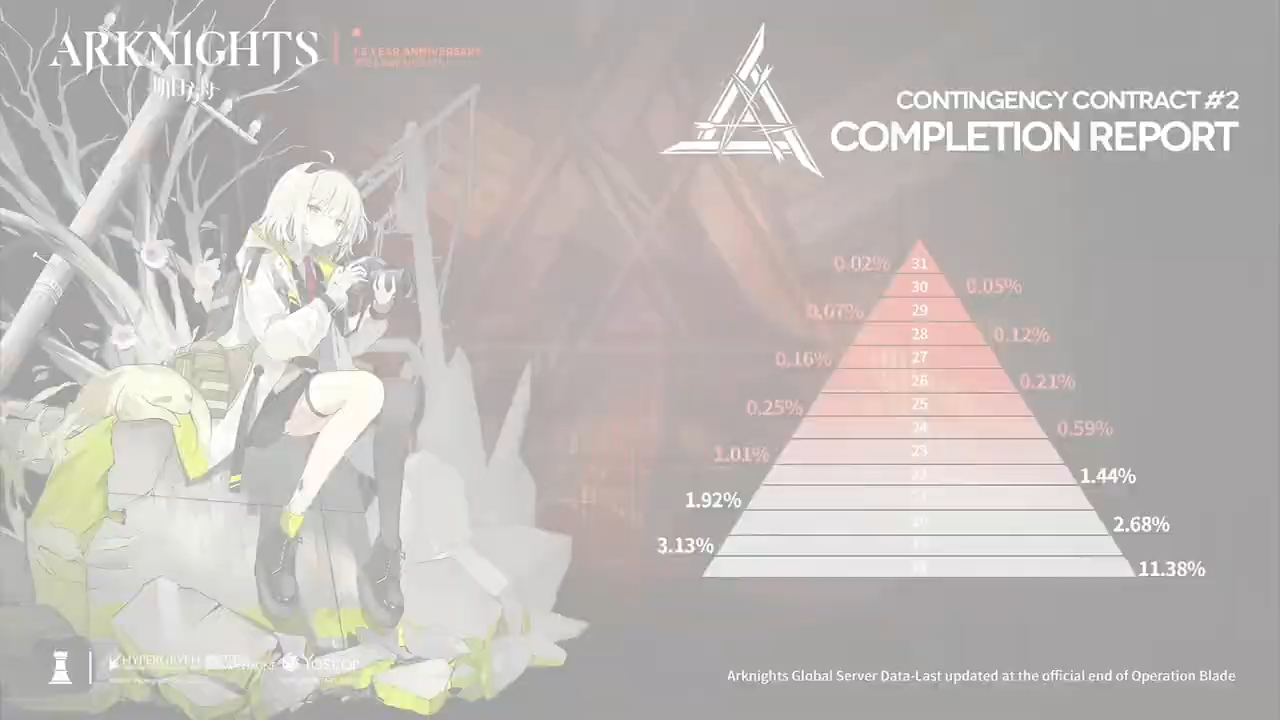 ARKNIGHTS
明日方舟
CONTINGENCY CONTRACT #2
COMPLETION REPORT
0.02% 31
30 0.05%
0.07% 29
28 0.12%
0.16% 27
26 0.21%
0.25% 25
24 0.59%
1.01% 23
1.44%
1.92%
2.68%
3.13%
11.38%
HYPERGRYPH
Arknights Global Server Data-Last updated at the official end of Operation Blade